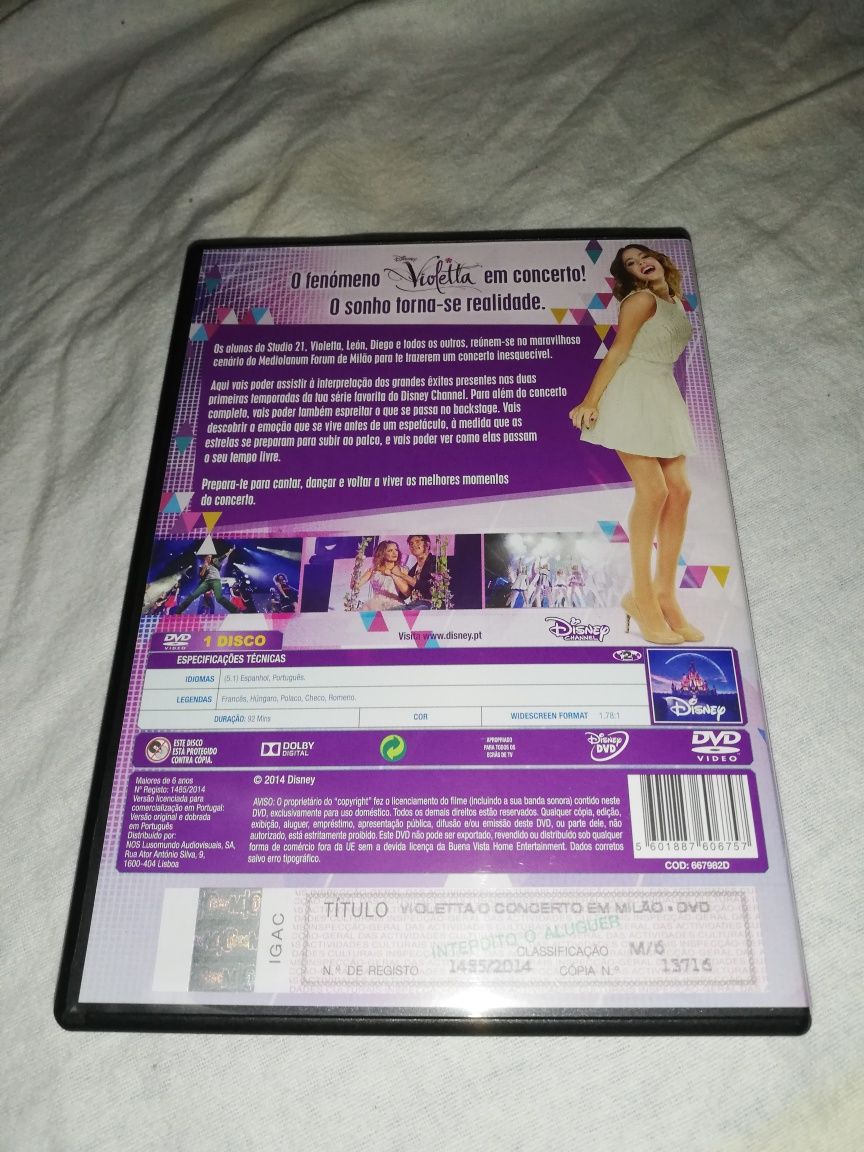 O fenómeno Disney Violetta em concerto!
O sonho torna-se realidade.
Os alunos do Studio 21, Violetta, León, Diego e todos os outros, reúnem-se no maravilhoso
cenário do Mediolanum Forum de Milão para te trazerem um concerto inesquecível.
Aqui vais poder assistir á interpretação dos grandes êxitos presentes nas duas
primeiras temporadas da tua série favorita do Disney Channel. Para além do concerto
completo, vais poder também espreitar o que se passa no backstage. Vais
descobrir a emoção que se vive antes de um espetáculo, à medida que as
estrelas se preparam para subir ao palco, e vais poder ver como elas passam
o seu tempo livre.
Prepara-te para cantar, dançar e voltar a viver os melhores momentos
do concerto.
Visita www.disney.pt
Disney CHANNEL
DVD VIDEO 1 DISCO
ESPECIFICAÇÕES TÉCNICAS
2
IDIOMAS (5.1) Espanhol, Português.
LEGENDAS Francês, Húngaro, Polaco, Checo, Romeno.
DURAÇÃO: 92 Mins COR WIDESCREEN FORMAT 1.78:1
Disney
ESTE DISCO
ESTÁ PROTEGIDO
CONTRA CÓPIA.
DOLBY
DIGITAL
APROPRIADO
PARA TODOS OS
ECRÃS DE TV
Disney DVD
DVD VIDEO
Maiores de 6 anos
Nº Registo: 1485/2014
Versão licenciada para
comercialização em Portugal:
Versão original e dobrada
em Português
Distribuído por:
NOS Lusomundo Audiovisuais, SA,
Rua Ator António Silva, 9,
1600-404 Lisboa
© 2014 Disney
AVISO: O proprietário do "copyright" fez o licenciamento do filme (incluindo a sua banda sonora) contido neste
DVD, exclusivamente para uso doméstico. Todos os demais direitos estão reservados. Qualquer cópia, edição,
exibição, aluguer, empréstimo, apresentação pública, difusão e/ou emissão deste DVD, ou parte dele, não
autorizado, está estritamente proibido. Este DVD não pode ser exportado, revendido ou distribuído sob qualquer
forma de comércio fora da UE sem a devida licença da Buena Vista Home Entertainment. Dados corretos
salvo erro tipográfico.
5 601887 606757
COD: 667982D
IGAC
TÍTULO VIOLETTA O CONCERTO EM MILÃO - DVD
INTERDITO O ALUGUER
CLASSIFICAÇÃO M/6
N.º DE REGISTO 1485/2014 CÓPIA N.º 13716